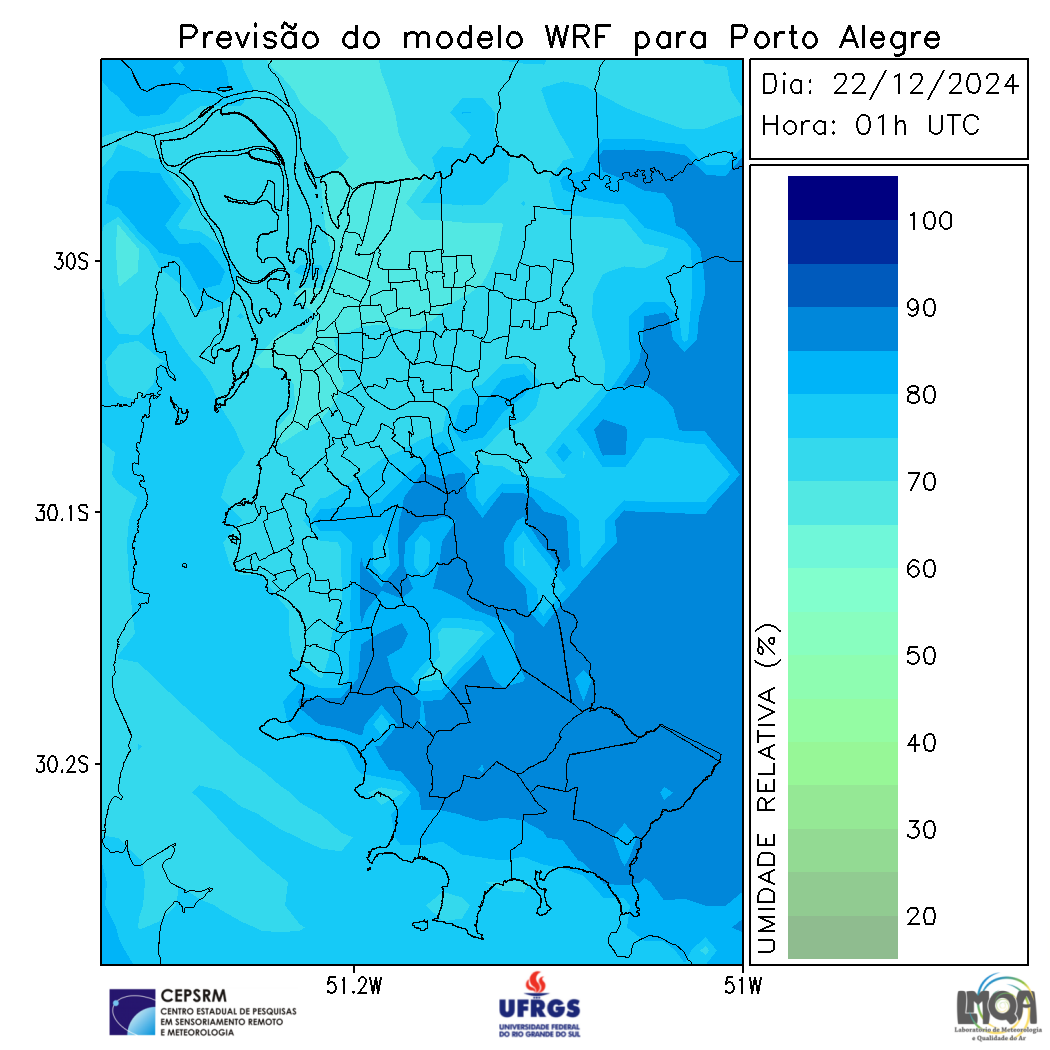 Previsão do modelo WRF para Porto Alegre
Dia: 22/12/2024
Hora: 01h UTC
30S
30.1S
30.2S
51.2W
51W
100
90
80
70
60
50
40
30
20
UMIDADE RELATIVA (%)
CEPSRM
CENTRO ESTADUAL DE PESQUISAS
EM SENSORIAMENTO REMOTO
E METEOROLOGIA
UFRGS
UNIVERSIDADE FEDERAL
DO RIO GRANDE DO SUL
LMQA
Laboratório de Meteorologia
e Qualidade do Ar